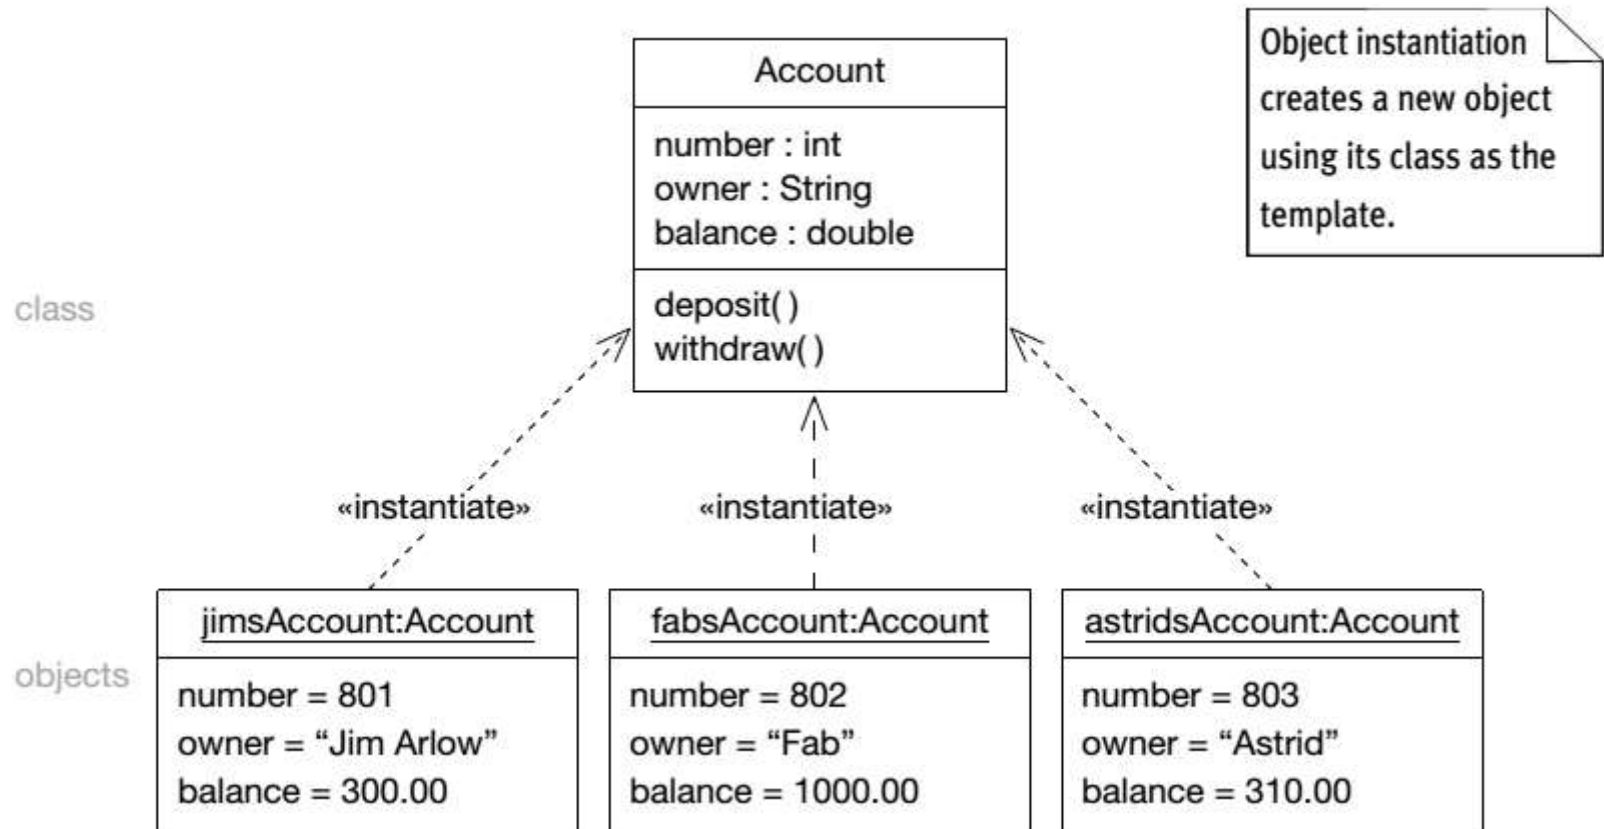 Account
number : int
owner : String
balance : double
deposit( )
withdraw( )
Object instantiation
creates a new object
using its class as the
template.
class
«instantiate»
«instantiate»
«instantiate»
objects
jimsAccount:Account
number = 801
owner = “Jim Arlow”
balance = 300.00
fabsAccount:Account
number = 802
owner = “Fab”
balance = 1000.00
astridsAccount:Account
number = 803
owner = “Astrid”
balance = 310.00